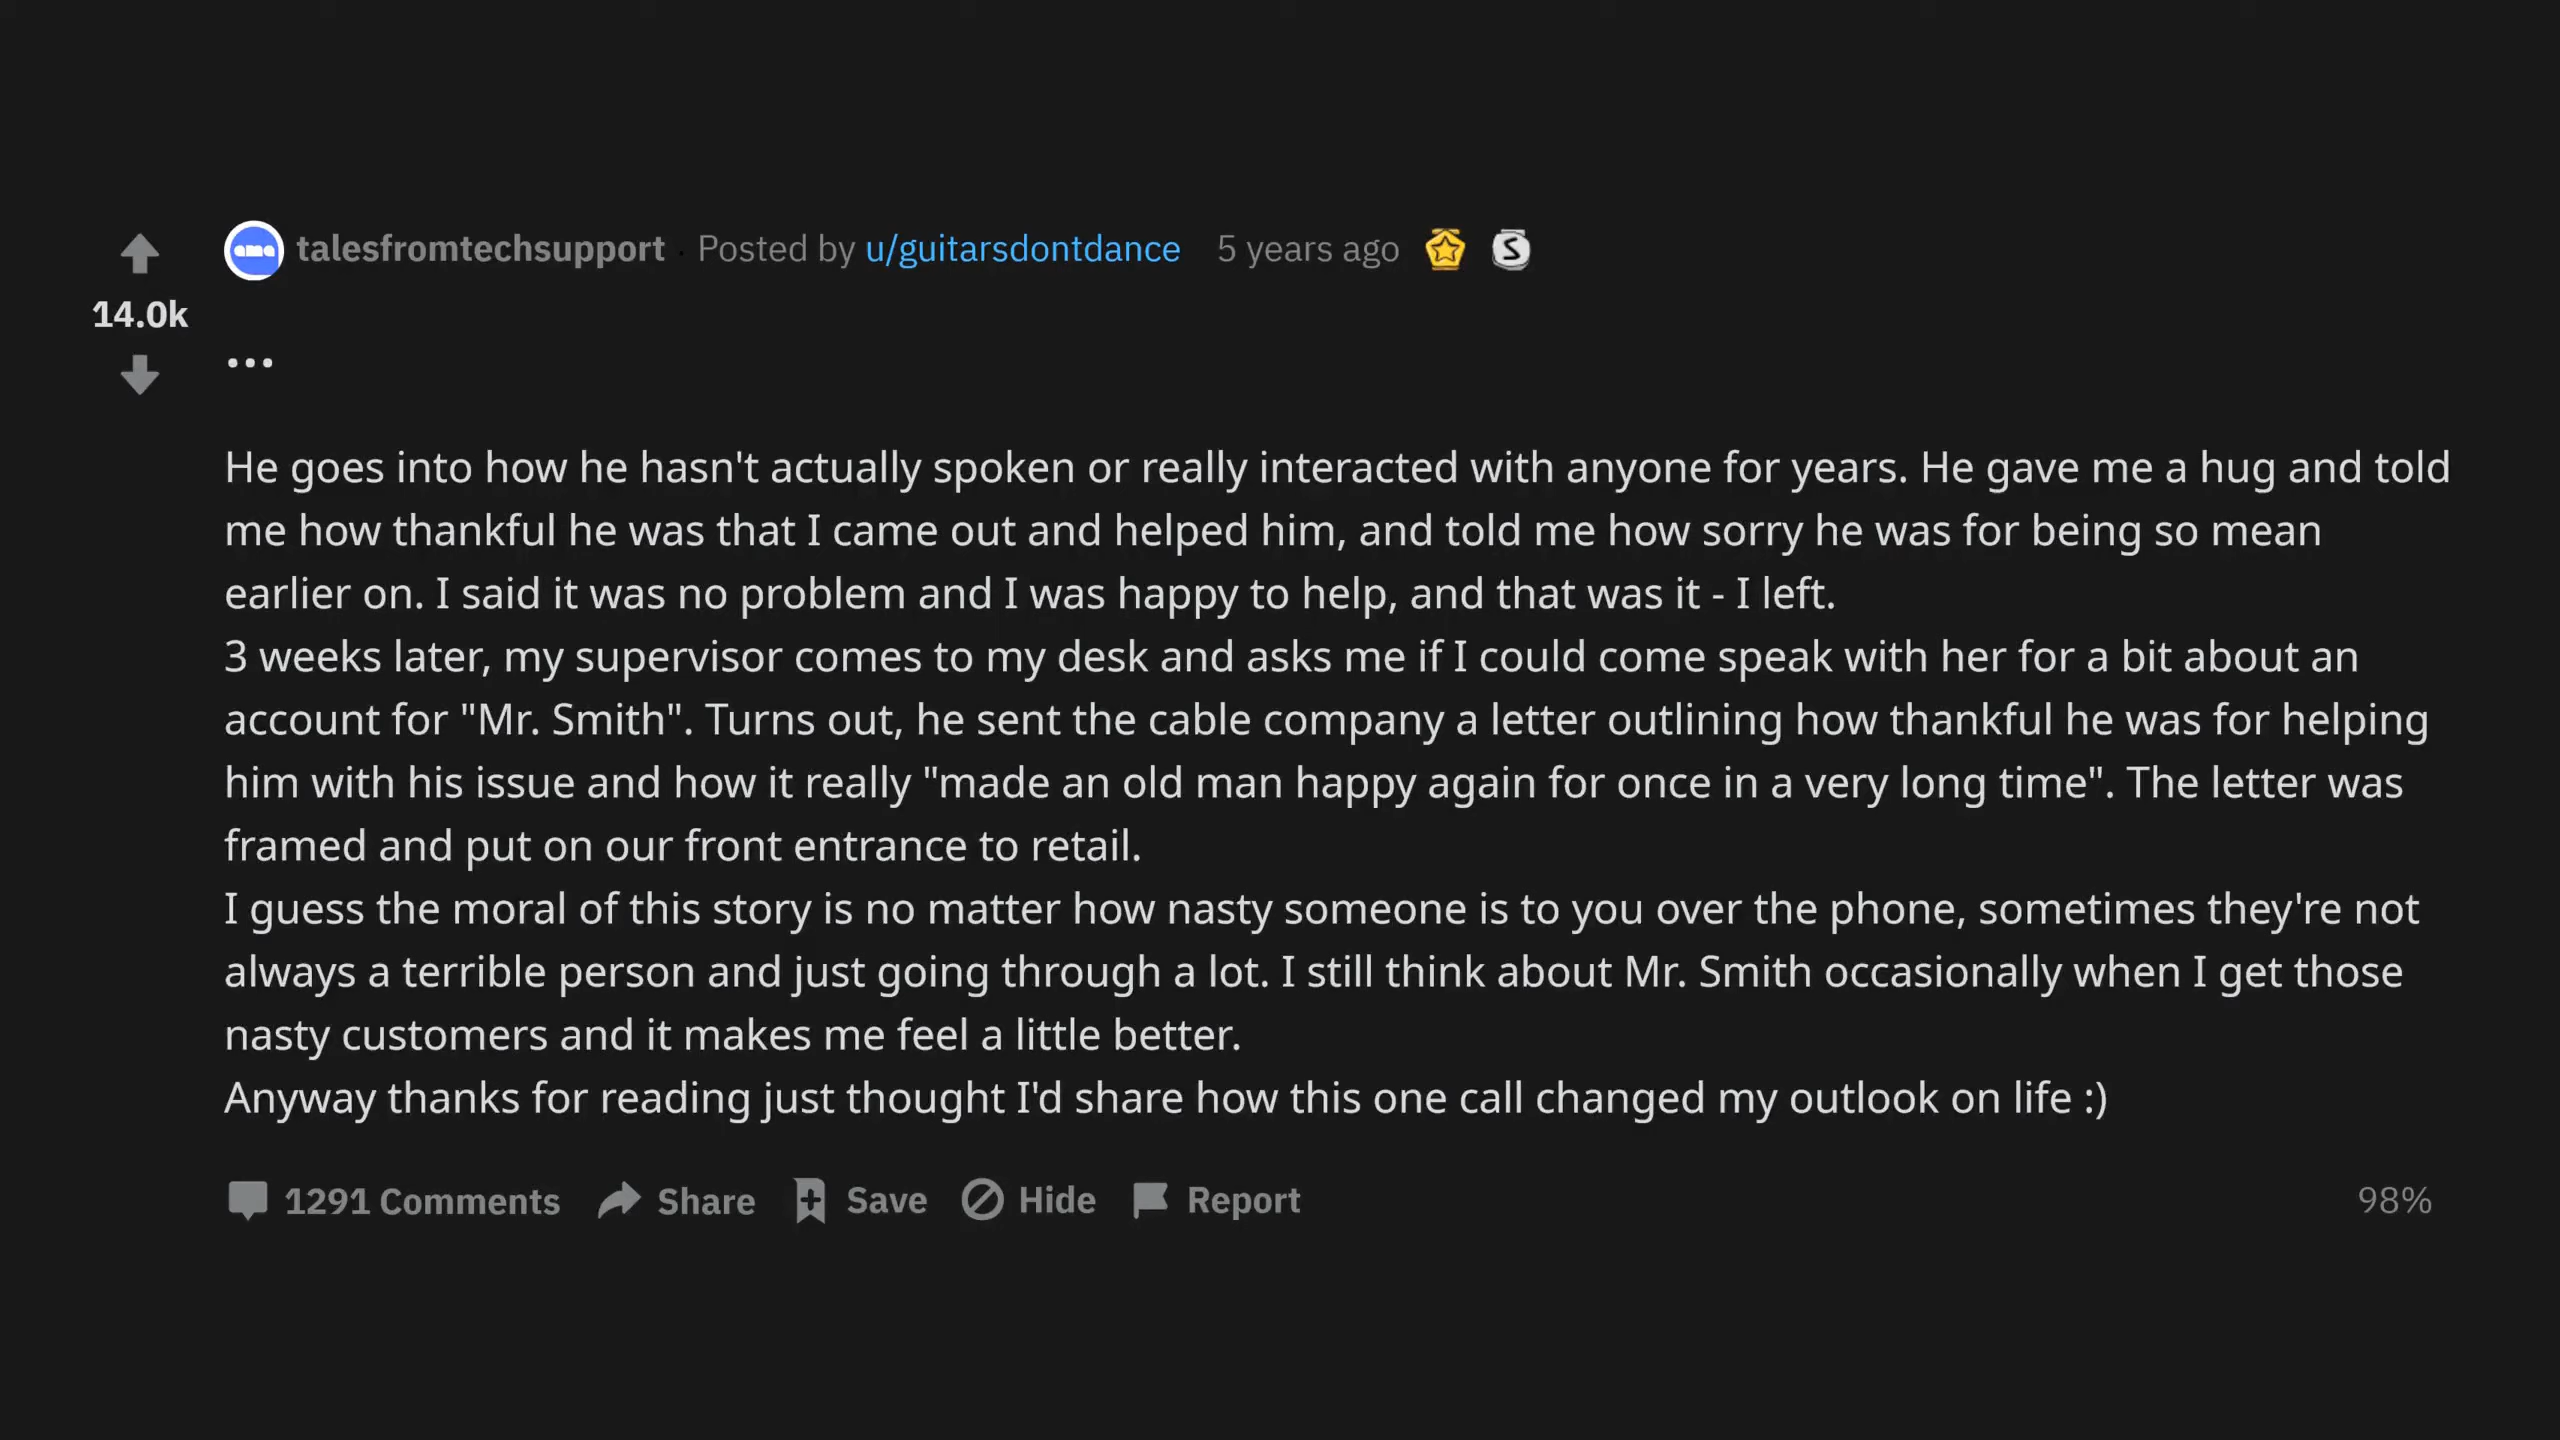 talesfromtechsupport · Posted by u/guitarsdontdance 5 years ago
14.0k
...
He goes into how he hasn't actually spoken or really interacted with anyone for years. He gave me a hug and told
me how thankful he was that I came out and helped him, and told me how sorry he was for being so mean
earlier on. I said it was no problem and I was happy to help, and that was it - I left.
3 weeks later, my supervisor comes to my desk and asks me if I could come speak with her for a bit about an
account for "Mr. Smith". Turns out, he sent the cable company a letter outlining how thankful he was for helping
him with his issue and how it really "made an old man happy again for once in a very long time". The letter was
framed and put on our front entrance to retail.
I guess the moral of this story is no matter how nasty someone is to you over the phone, sometimes they're not
always a terrible person and just going through a lot. I still think about Mr. Smith occasionally when I get those
nasty customers and it makes me feel a little better.
Anyway thanks for reading just thought I'd share how this one call changed my outlook on life :)
1291 Comments Share Save Hide Report 98%